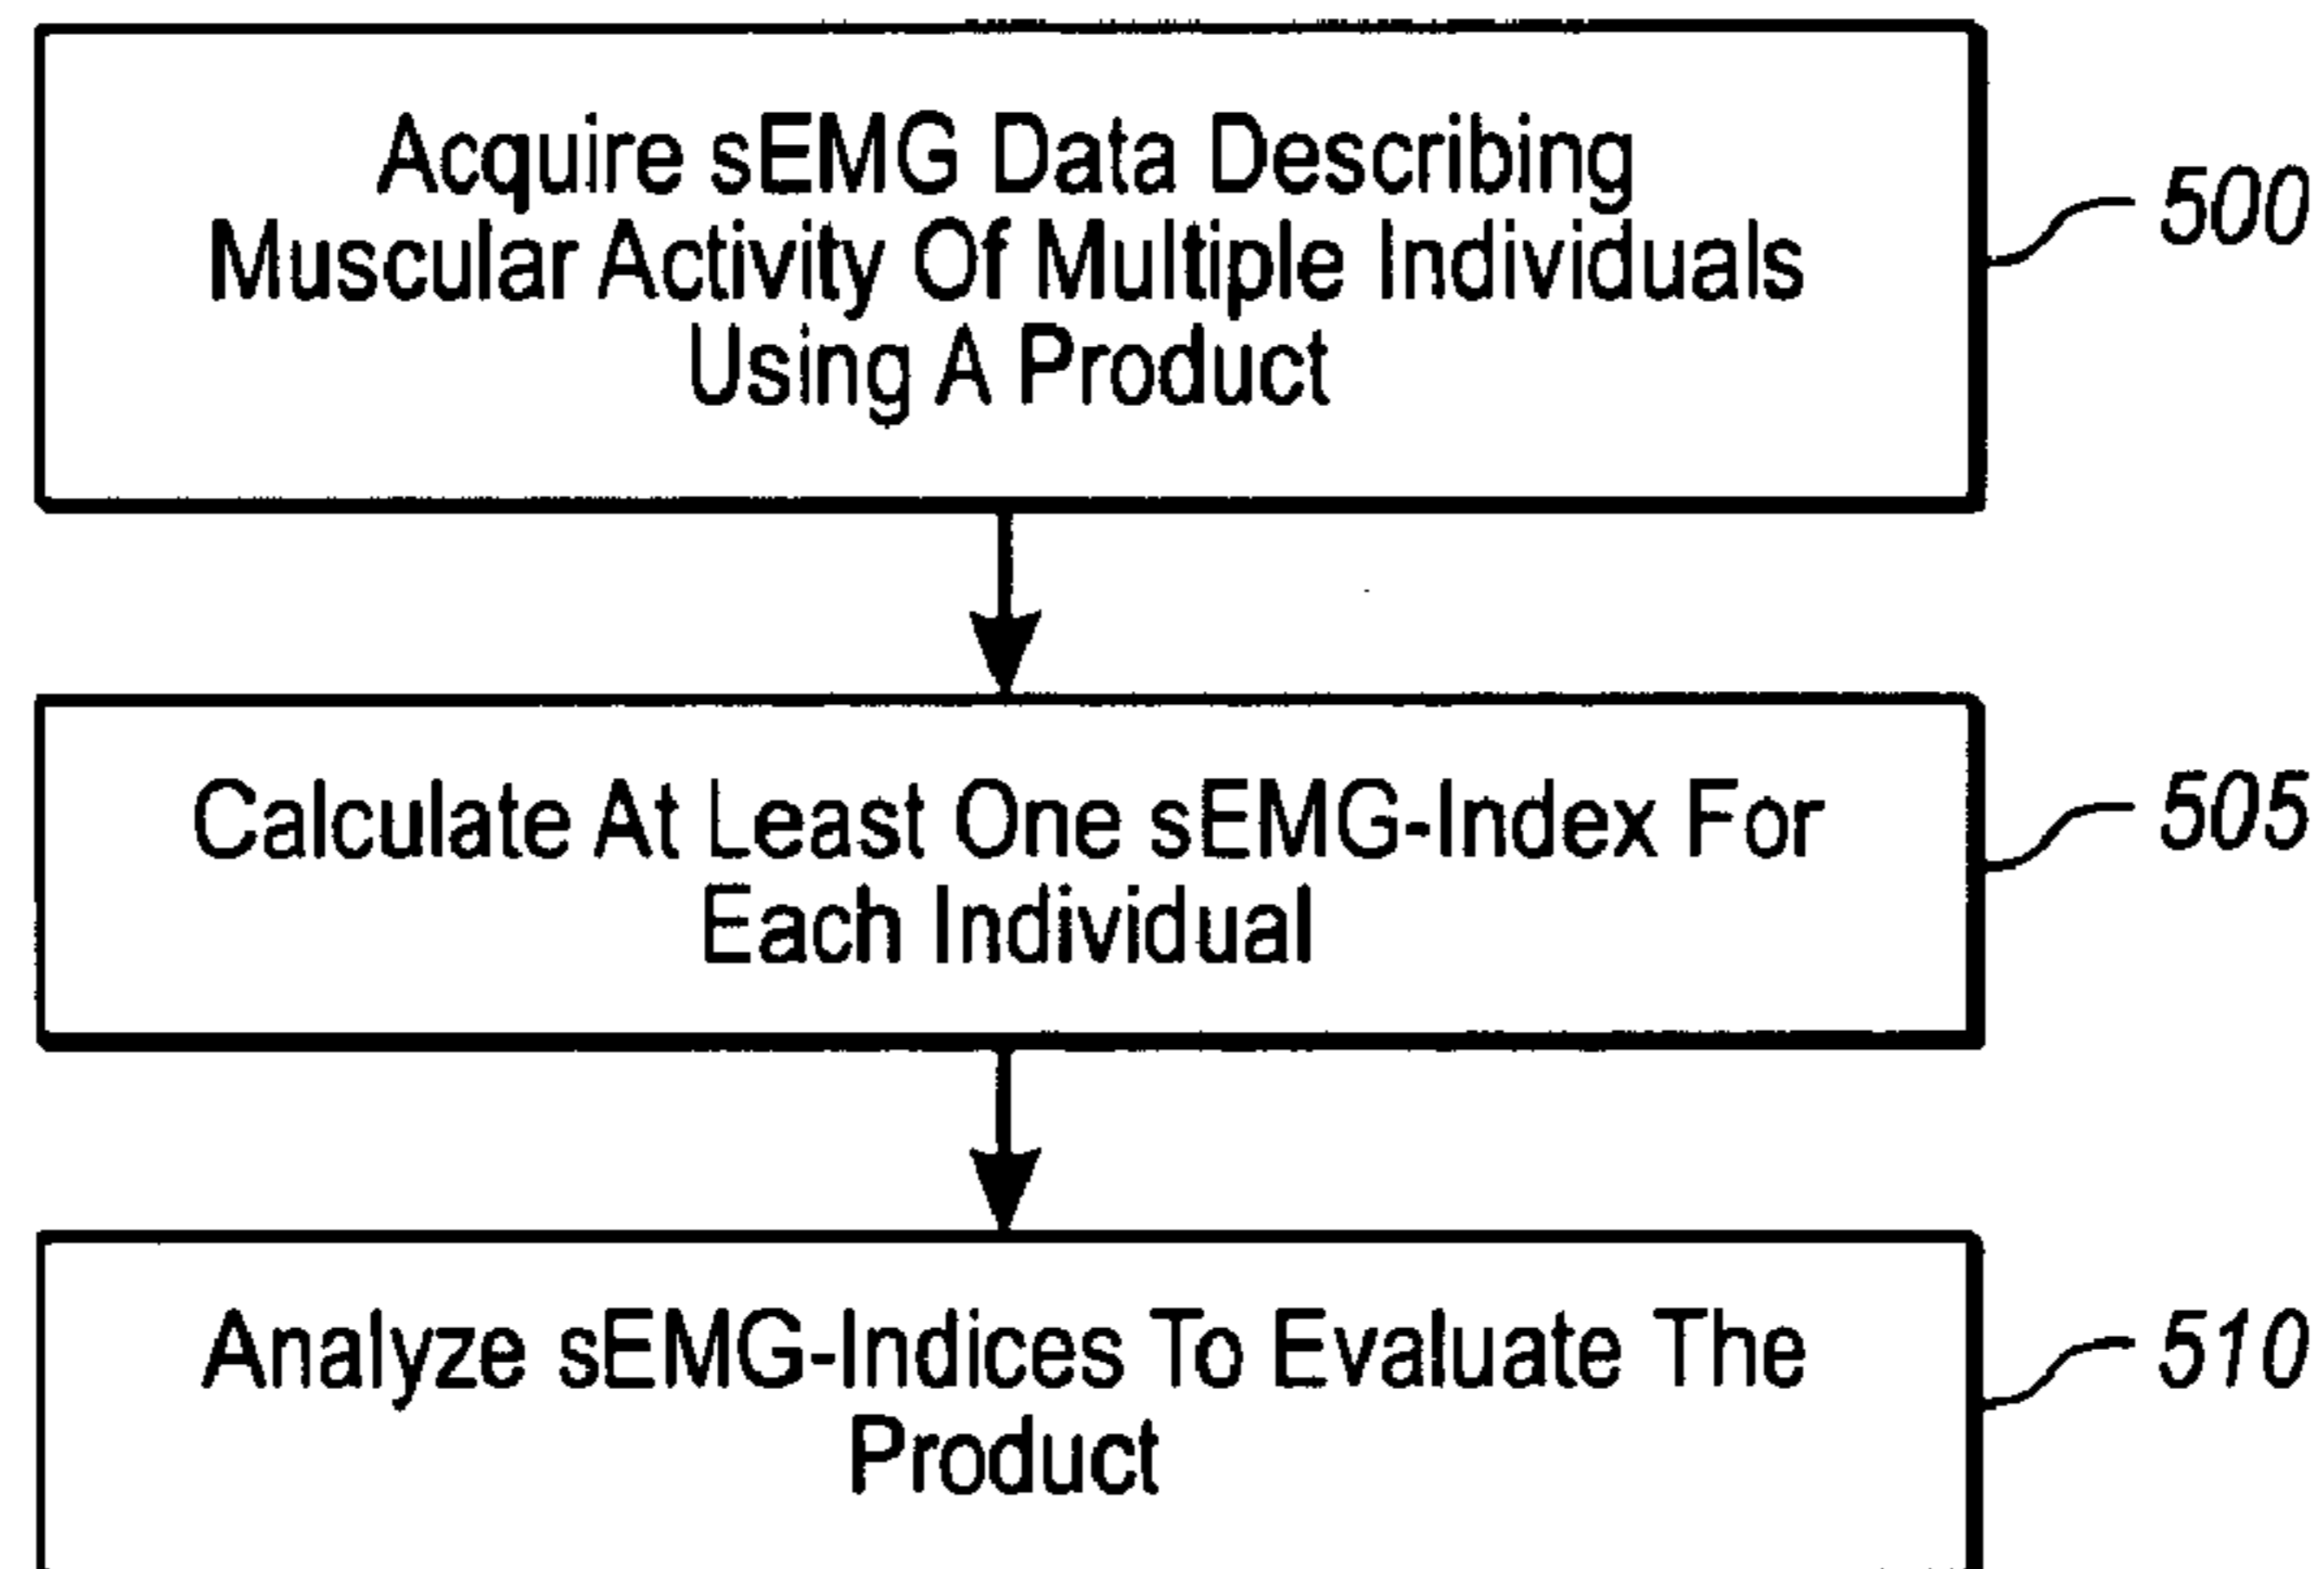 Acquire sEMG Data Describing
Muscular Activity Of Multiple Individuals
Using A Product
500
Calculate At Least One sEMG-Index For
Each Individual
505
Analyze sEMG-Indices To Evaluate The
Product
510